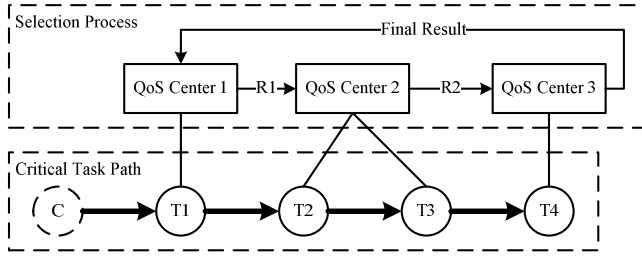 Selection Process
Final Result
QoS Center 1
R1
QoS Center 2
R2
QoS Center 3
Critical Task Path
C
T1
T2
T3
T4